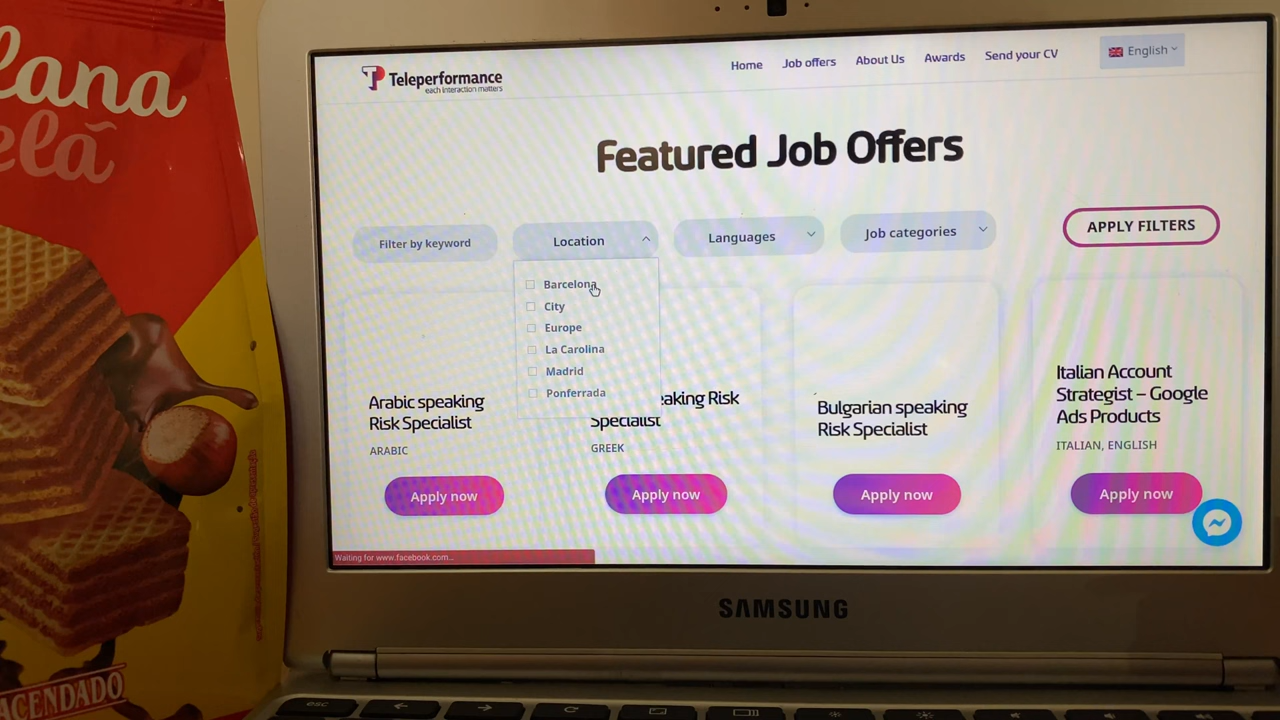 Teleperformance
each interaction matters
Home
Job offers
About Us
Awards
Send your CV
English
Featured Job Offers
Filter by keyword
Location
Languages
Job categories
APPLY FILTERS
Barcelona
City
Europe
La Carolina
Madrid
Ponferrada
Arabic speaking
Risk Specialist
ARABIC
Apply now
eaking Risk
Specialist
GREEK
Apply now
Bulgarian speaking
Risk Specialist
Apply now
Italian Account
Strategist – Google
Ads Products
ITALIAN, ENGLISH
Apply now
Waiting for www.facebook.com...
SAMSUNG
esc
lana
elã
ACENDADO